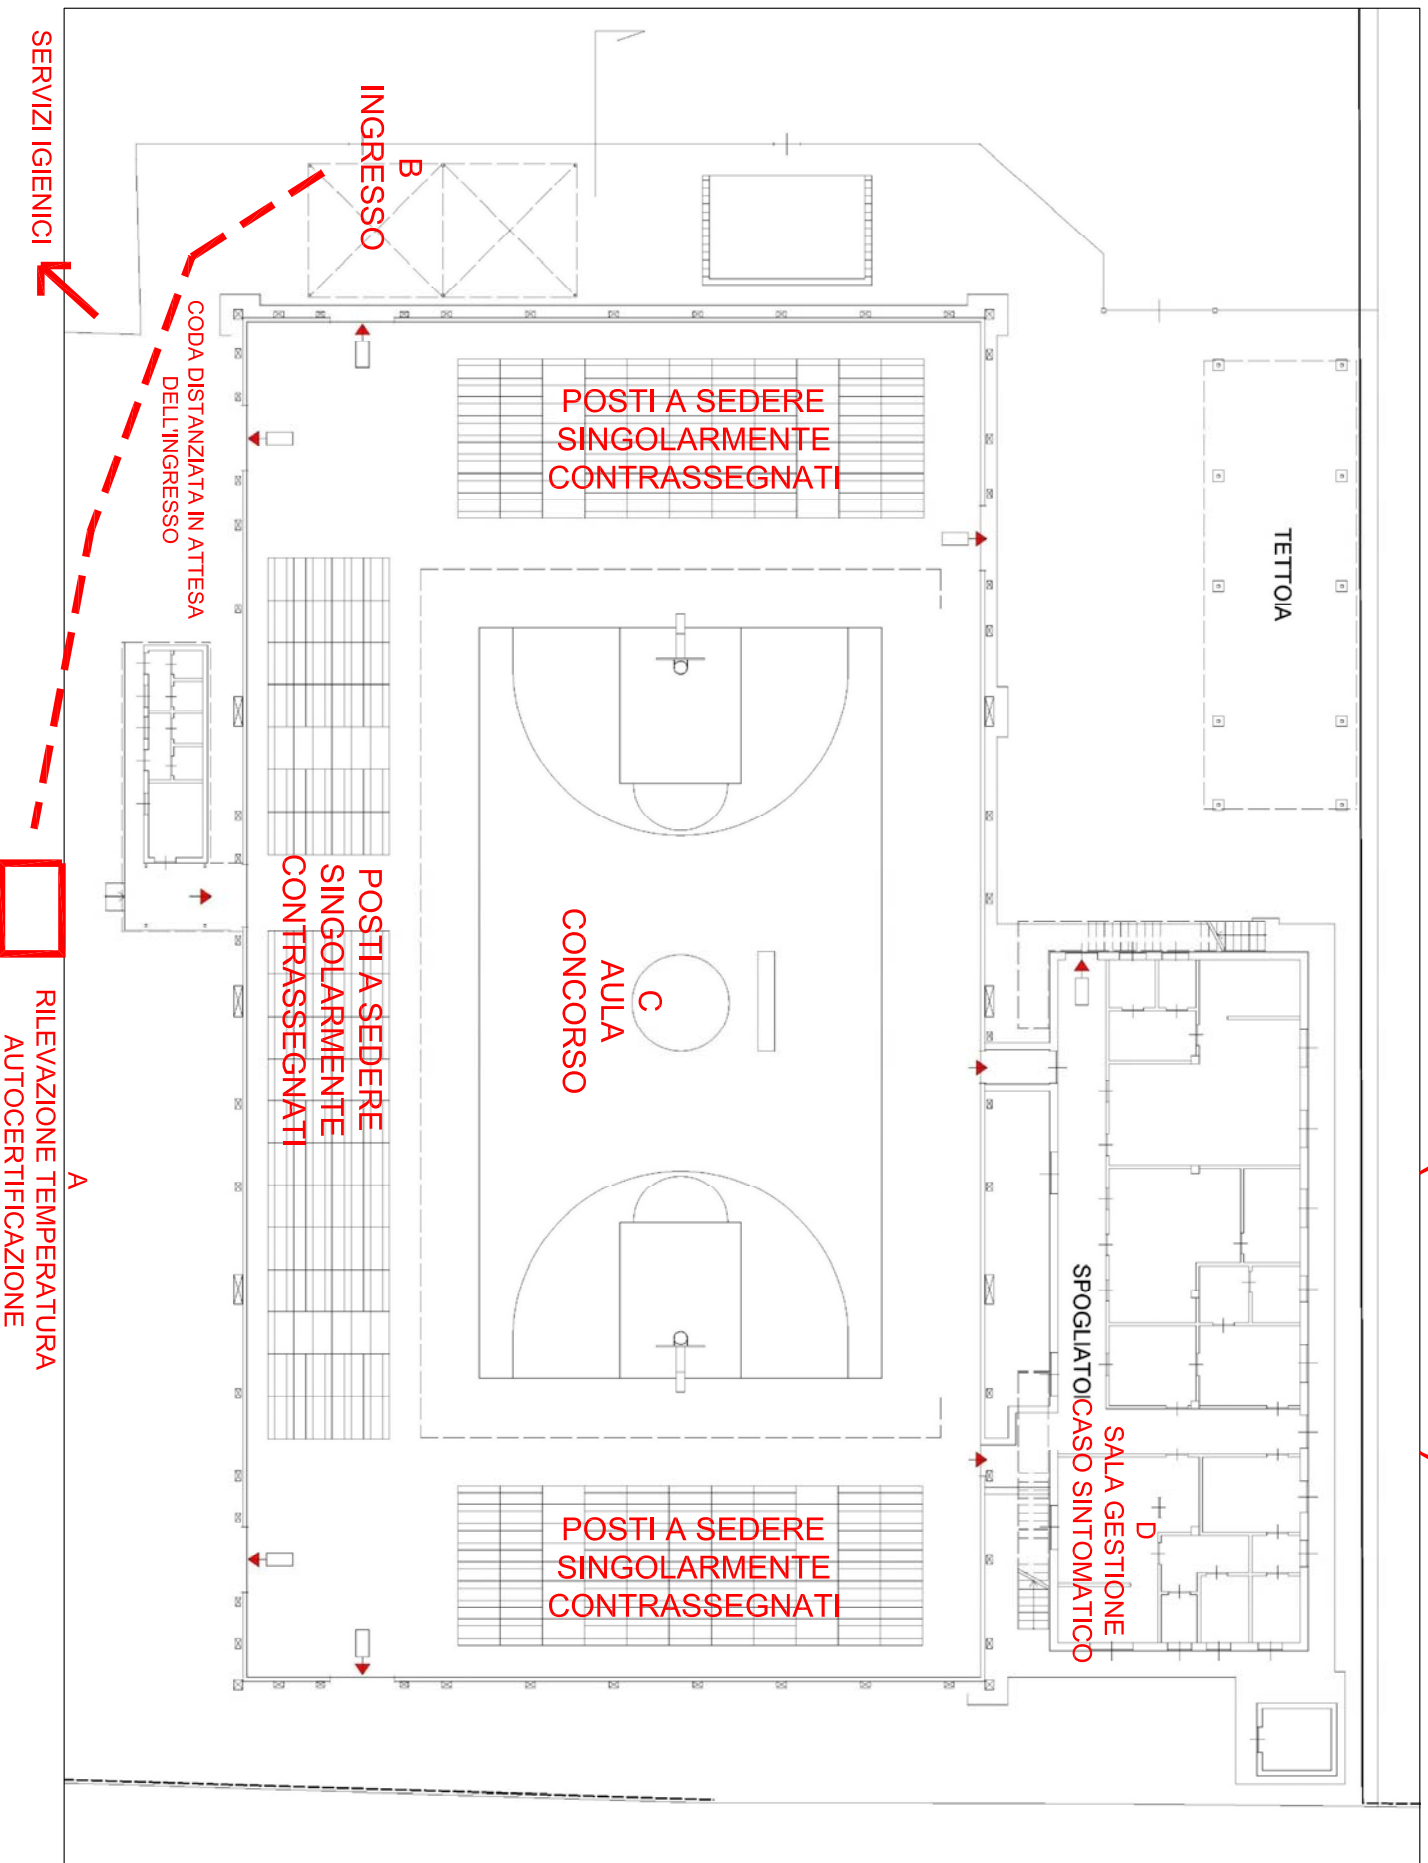 SERVIZI IGIENICI
B
INGRESSO
CODA DISTANZIATA IN ATTESA
DELL'INGRESSO
POSTI A SEDERE
SINGOLARMENTE
CONTRASSEGNATI
TETTOIA
POSTI A SEDERE
SINGOLARMENTE
CONTRASSEGNATI
C
AULA
CONCORSO
A
RILEVAZIONE TEMPERATURA
AUTOCERTIFICAZIONE
SPOGLIATOI
D
SALA GESTIONE
CASO SINTOMATICO
POSTI A SEDERE
SINGOLARMENTE
CONTRASSEGNATI